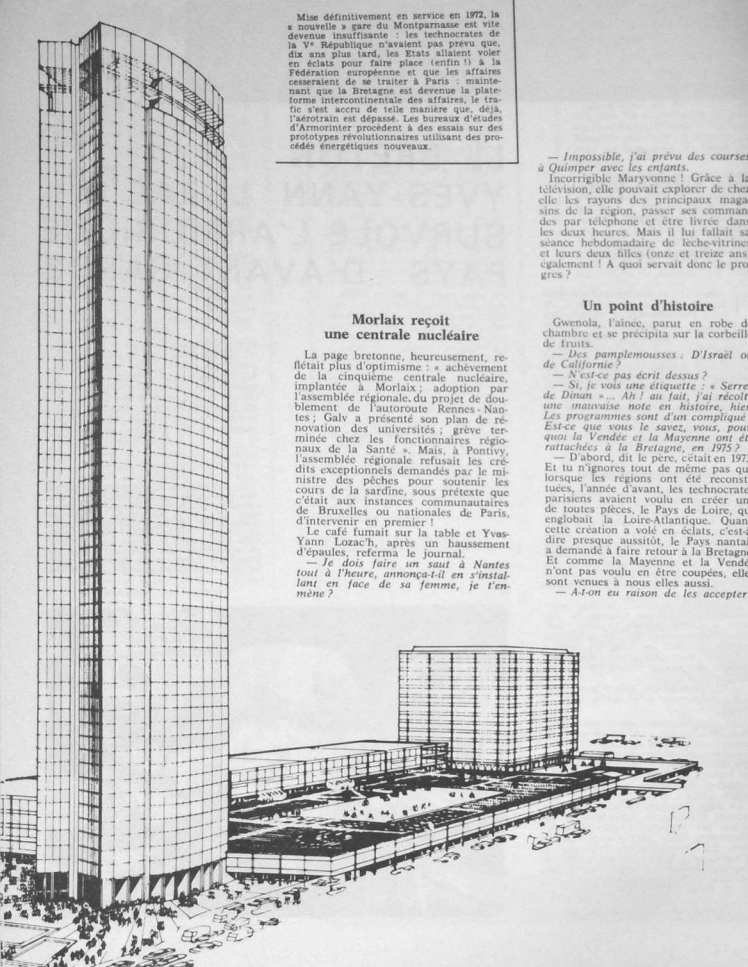 Mise définitivement en service en 1972, la
« nouvelle » gare du Montparnasse est vite
devenue insuffisante : les technocrates de
la Ve République n'avaient pas prévu que,
dix ans plus tard, les Etats allaient voler
en éclats pour faire place (enfin !) à la
Fédération européenne et que les affaires
cesseraient de se traiter à Paris : mainte-
nant que la Bretagne est devenue la plate-
forme intercontinentale des affaires, le tra-
fic s'est accru de telle manière que, déjà,
l'aérotrain est dépassé. Les bureaux d'études
d'Armorinter procèdent à des essais sur des
prototypes révolutionnaires utilisant des pro-
cédés énergétiques nouveaux.
Morlaix reçoit
une centrale nucléaire
La page bretonne, heureusement, re-
flétait plus d'optimisme : « achèvement
de la cinquième centrale nucléaire,
implantée à Morlaix ; adoption par
l'assemblée régionale, du projet de dou-
blement de l'autoroute Rennes - Nan-
tes ; Galv a présenté son plan de ré-
novation des universités ; grève ter-
minée chez les fonctionnaires régio-
naux de la Santé ». Mais, à Pontivy,
l'assemblée régionale refusait les cré-
dits exceptionnels demandés par le mi-
nistre des pêches pour soutenir les
cours de la sardine, sous prétexte que
c'était aux instances communautaires
de Bruxelles ou nationales de Paris,
d'intervenir en premier !
Le café fumait sur la table et Yves-
Yann Lozac'h, après un haussement
d'épaules, referma le journal.
— Je dois faire un saut à Nantes
tout à l'heure, annonça-t-il en s'instal-
lant en face de sa femme, je t'em-
mène ?
— Impossible, j'ai prévu des courses
à Quimper avec les enfants.
Incorrigible Maryvonne ! Grâce à la
télévision, elle pouvait explorer de chez
elle les rayons des principaux maga-
sins de la région, passer ses comman-
des par téléphone et être livrée dans
les deux heures. Mais il lui fallait sa
séance hebdomadaire de lèche-vitrines
et leurs deux filles (onze et treize ans)
également ! A quoi servait donc le pro-
grès ?
Un point d'histoire
Gwenola, l'aînée, parut en robe d
chambre et se précipita sur la corbeill
de fruits.
— Des pamplemousses : D'Israël o
de Californie ?
— N'est-ce pas écrit dessus ?
— Si, je vois une étiquette : « Serre
de Dinan »... Ah ! au fait, j'ai récolt
une mauvaise note en histoire, hier
Les programmes sont d'un compliqué
Est-ce que vous le savez, vous, pour
quoi la Vendée et la Mayenne ont ét
rattachées à la Bretagne, en 1975 ?
— D'abord, dit le père, c'était en 197
Et tu n'ignores tout de même pas qu
lorsque les régions ont été reconst
tuées, l'année d'avant, les technocrate
parisiens avaient voulu en créer un
de toutes pièces, le Pays de Loire, qu
englobait la Loire-Atlantique. Quan
cette création a volé en éclats, c'est-à
dire presque aussitôt, le Pays nantai
a demandé à faire retour à la Bretagn
Et comme la Mayenne et la Vendé
n'ont pas voulu en être coupées, elle
sont venues à nous elles aussi.
— A-t-on eu raison de les accepter